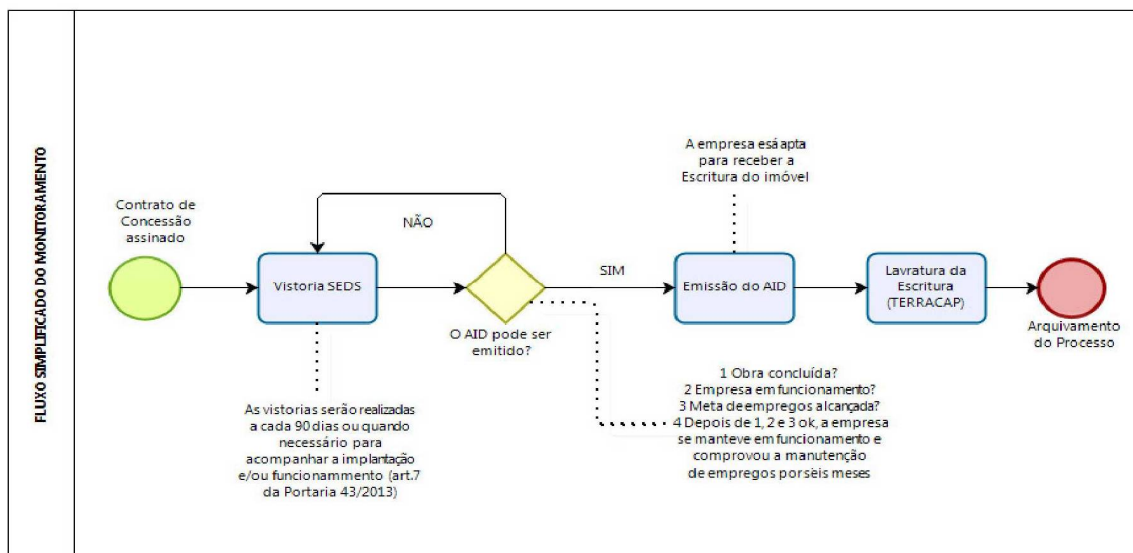 FLUXO SIMPLIFICADO DO MONITORAMENTO
Contrato de
Concessão
assinado
Vistoria SEDS
As vistorias serão realizadas
a cada 90 dias ou quando
necessário para
acompanhar a implantação
e/ou funcionammento (art.7
da Portaria 43/2013)
NÃO
O AID pode ser
emitido?
SIM
1 Obra concluída?
2 Empresa em funcionamento?
3 Meta de empregos alcançada?
4 Depois de 1, 2 e 3 ok, a empresa
se manteve em funcionamento e
comprovou a manutenção
de empregos por seis meses
A empresa esá apta
para receber a
Escritura do imóvel
Emissão do AID
Lavratura da
Escritura
(TERRACAP)
Arquivamento
do Processo